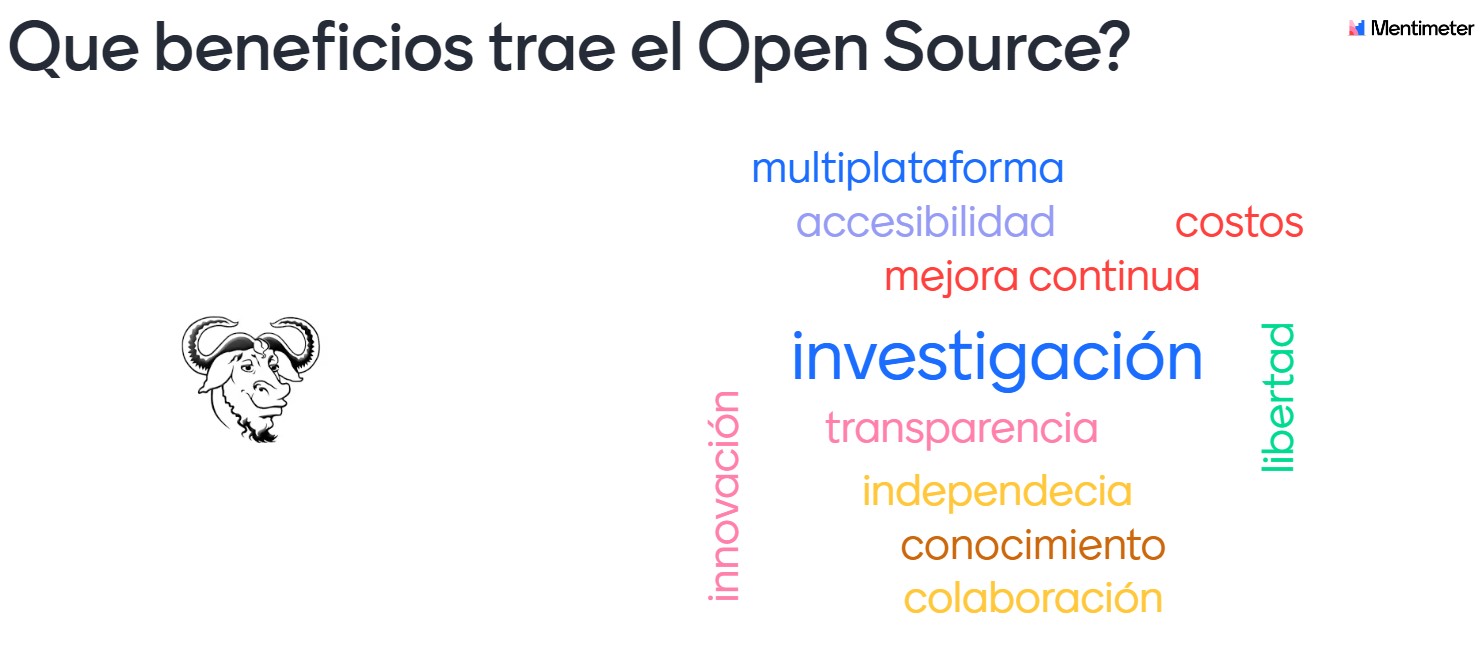 Que beneficios trae el Open Source?
Mentimeter
multiplataforma
accesibilidad
costos
mejora continua
investigación
libertad
innovación
transparencia
independecia
conocimiento
colaboración